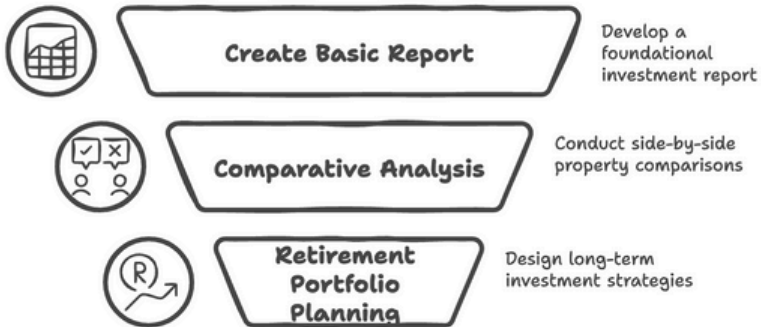 Create Basic Report
Develop a
foundational
investment report
Comparative Analysis
Conduct side-by-side
property comparisons
R
Retirement
Portfolio
Planning
Design long-term
investment strategies